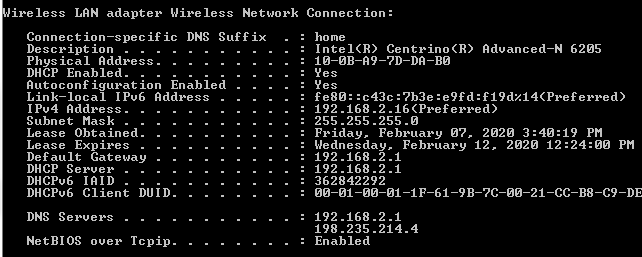 Wireless LAN adapter Wireless Network Connection:
Connection-specific DNS Suffix . : home
Description . . . . . . . . . . . : Intel(R) Centrino(R) Advanced-N 6205
Physical Address. . . . . . . . . : 10-0B-A9-7D-DA-B0
DHCP Enabled. . . . . . . . . . . : Yes
Autoconfiguration Enabled . . . . : Yes
Link-local IPv6 Address . . . . . : fe80::c43c:7b3e:e9fd:f19d%14(Preferred)
IPv4 Address. . . . . . . . . . . : 192.168.2.16(Preferred)
Subnet Mask . . . . . . . . . . . : 255.255.255.0
Lease Obtained. . . . . . . . . . : Friday, February 07, 2020 3:40:19 PM
Lease Expires . . . . . . . . . . : Wednesday, February 12, 2020 12:24:00 PM
Default Gateway . . . . . . . . . : 192.168.2.1
DHCP Server . . . . . . . . . . . : 192.168.2.1
DHCPv6 IAID . . . . . . . . . . . : 362842292
DHCPv6 Client DUID. . . . . . . . : 00-01-00-01-1F-61-9B-7C-00-21-CC-B8-C9-DE
DNS Servers . . . . . . . . . . . : 192.168.2.1
198.235.214.4
NetBIOS over Tcpip. . . . . . . . : Enabled